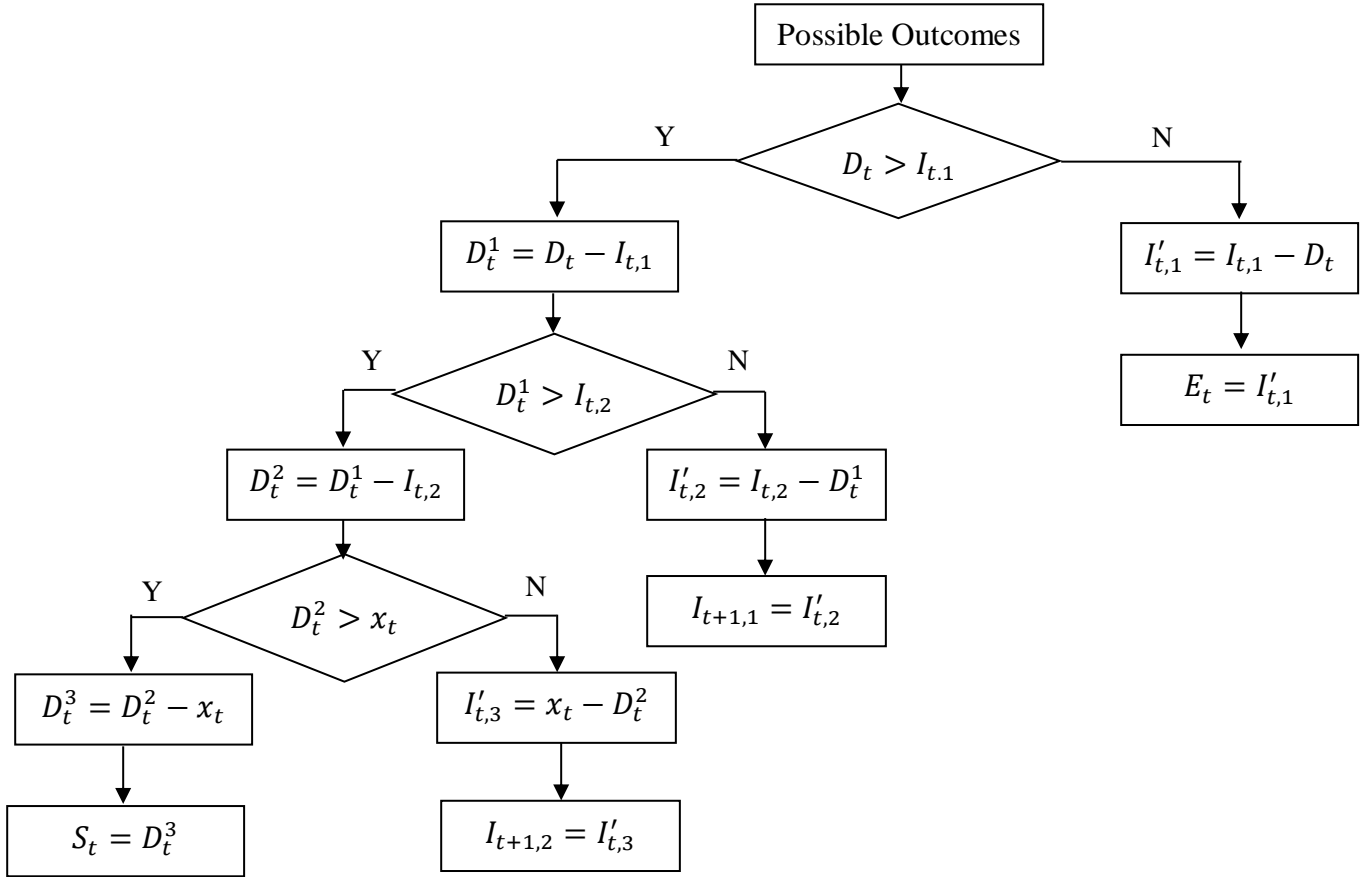 Possible Outcomes
Y
N
$D_t > I_{t.1}$
$D_t^1 = D_t - I_{t,1}$
$I'_{t,1} = I_{t,1} - D_t$
Y
N
$D_t^1 > I_{t,2}$
$E_t = I'_{t,1}$
$D_t^2 = D_t^1 - I_{t,2}$
$I'_{t,2} = I_{t,2} - D_t^1$
Y
N
$D_t^2 > x_t$
$I_{t+1,1} = I'_{t,2}$
$D_t^3 = D_t^2 - x_t$
$I'_{t,3} = x_t - D_t^2$
$S_t = D_t^3$
$I_{t+1,2} = I'_{t,3}$